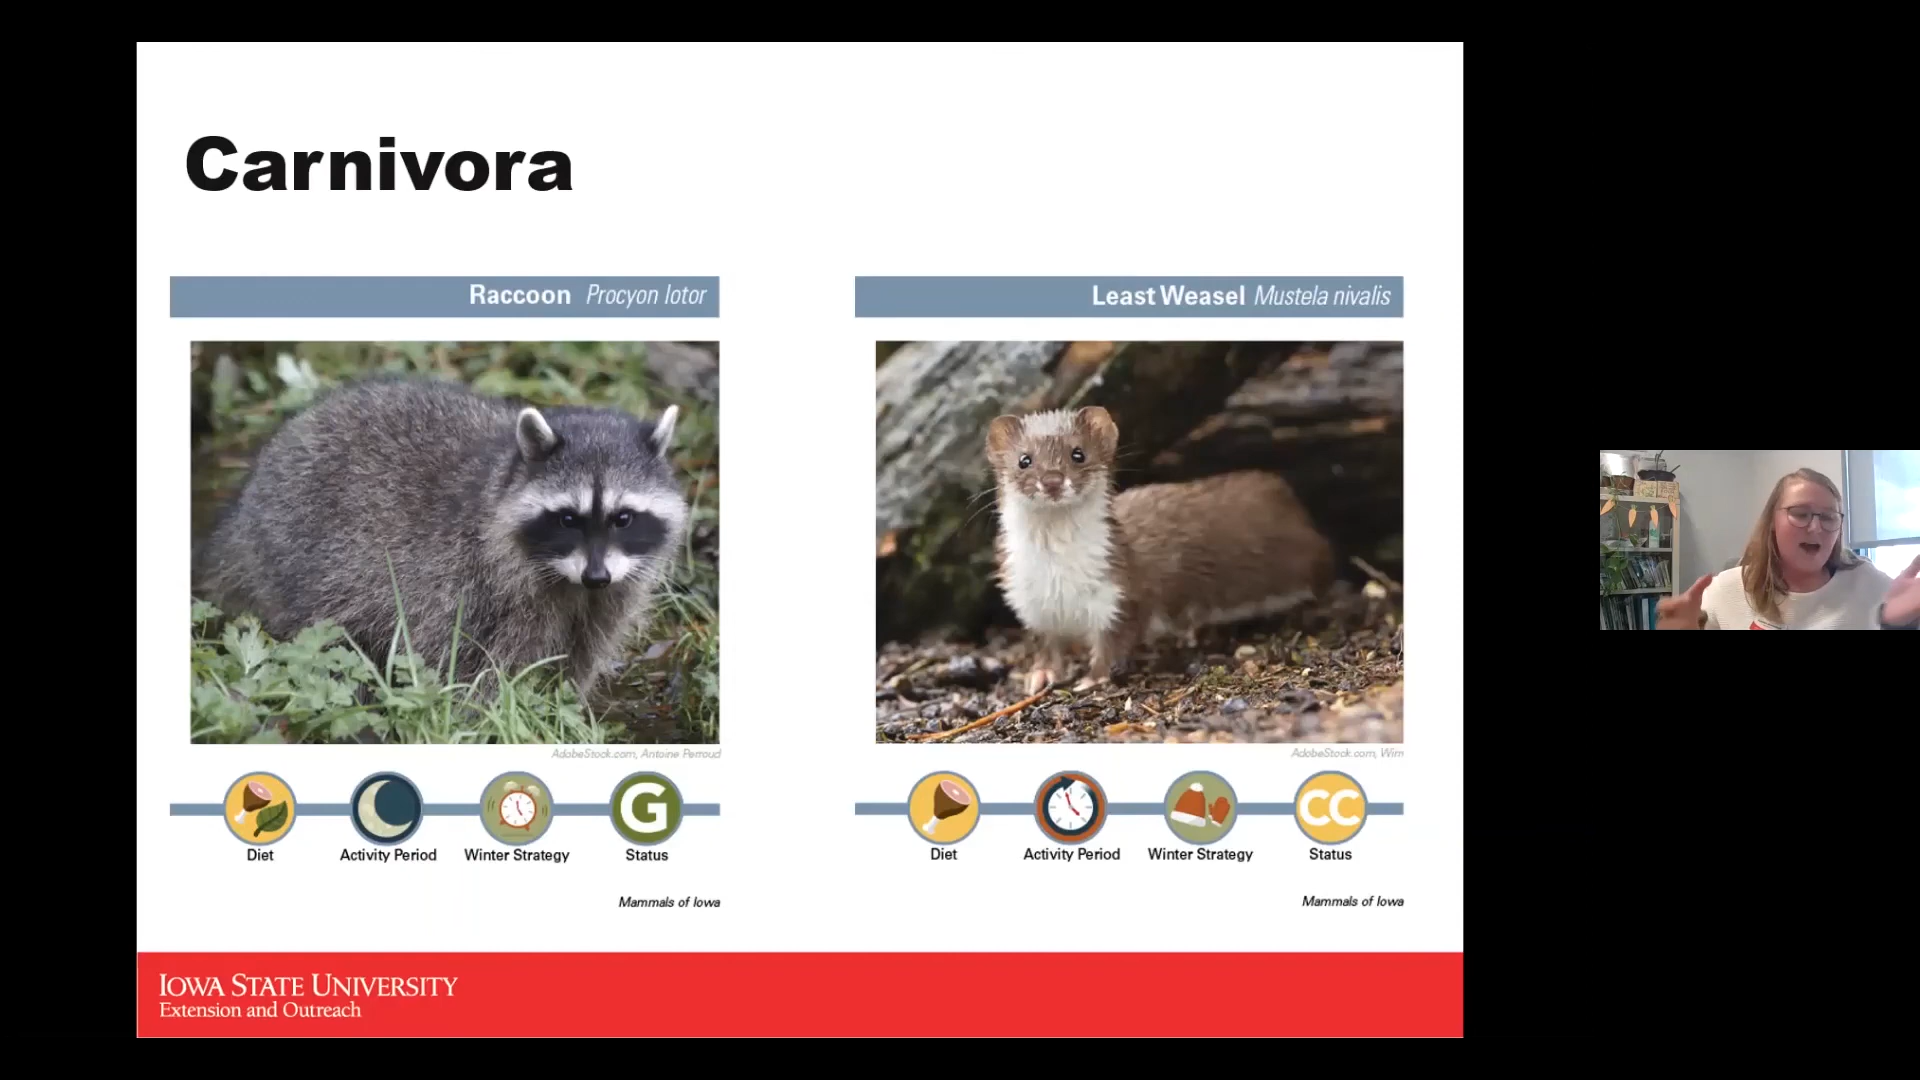 Carnivora
Raccoon Procyon lotor
AdobeStock.com, Antoine Perroud
G
Diet
Activity Period
Winter Strategy
Status
Mammals of Iowa
Least Weasel Mustela nivalis
AdobeStock.com, Wim
CC
Diet
Activity Period
Winter Strategy
Status
Mammals of Iowa
IOWA STATE UNIVERSITY
Extension and Outreach